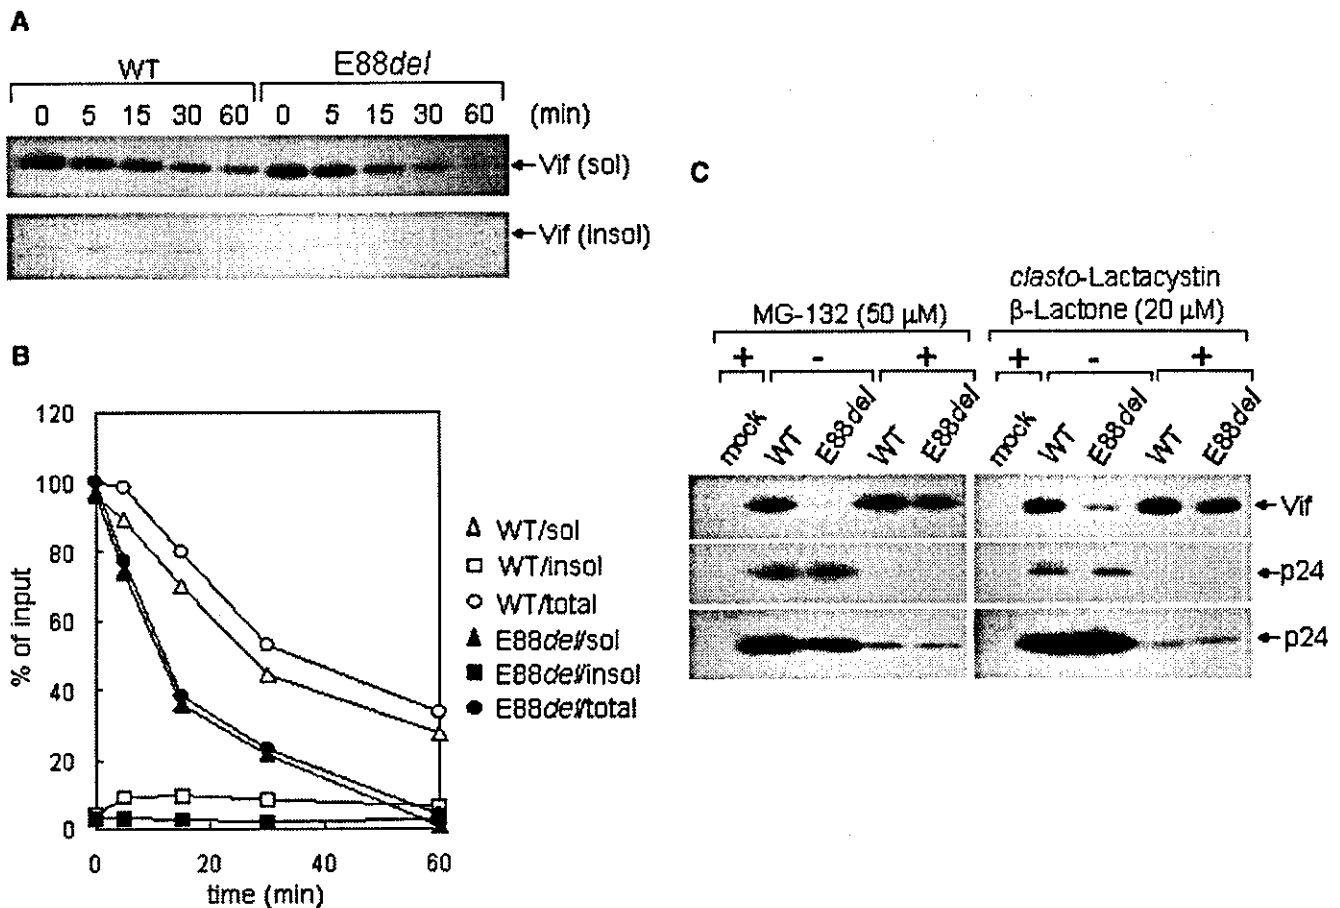 A
WT E88del
0 5 15 30 60 0 5 15 30 60 (min)
Vif (sol)
Vif (insol)
B
120
100
80
60
40
20
0
% of input
0 20 40 60
time (min)
WT/sol
WT/insol
WT/total
E88del/sol
E88del/insol
E88del/total
C
MG-132 (50 µM)
clasto-Lactacystin
β-Lactone (20 µM)
+ - + + - +
mock WT E88del WT E88del mock WT E88del WT E88del
Vif
p24
p24